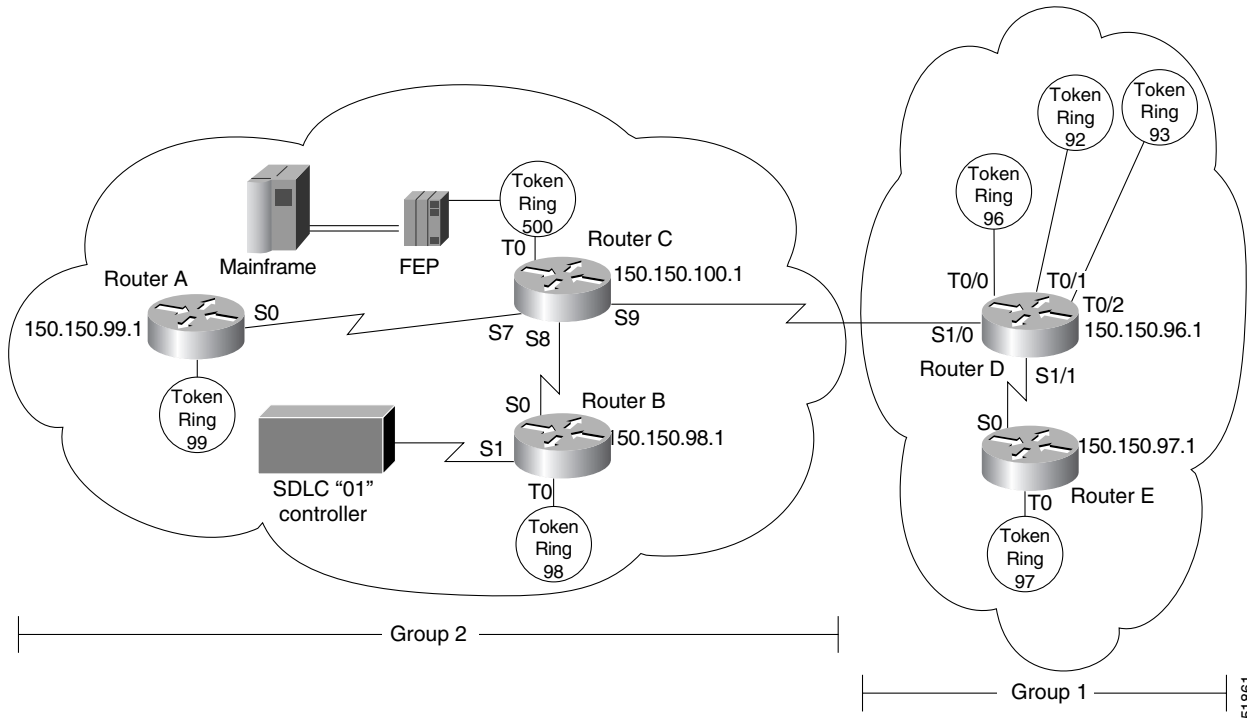 Token
Ring
92
Token
Ring
93
Token
Ring
96
Token
Ring
500
T0
Router C
150.150.100.1
Mainframe
FEP
Router A
S0
150.150.99.1
S7
S8
S9
T0/0
T0/1
T0/2
S1/0
150.150.96.1
Router D
S1/1
Token
Ring
99
S0
Router B
150.150.98.1
S1
T0
SDLC “01”
controller
Token
Ring
98
S0
150.150.97.1
T0
Router E
Token
Ring
97
Group 2
Group 1
51861